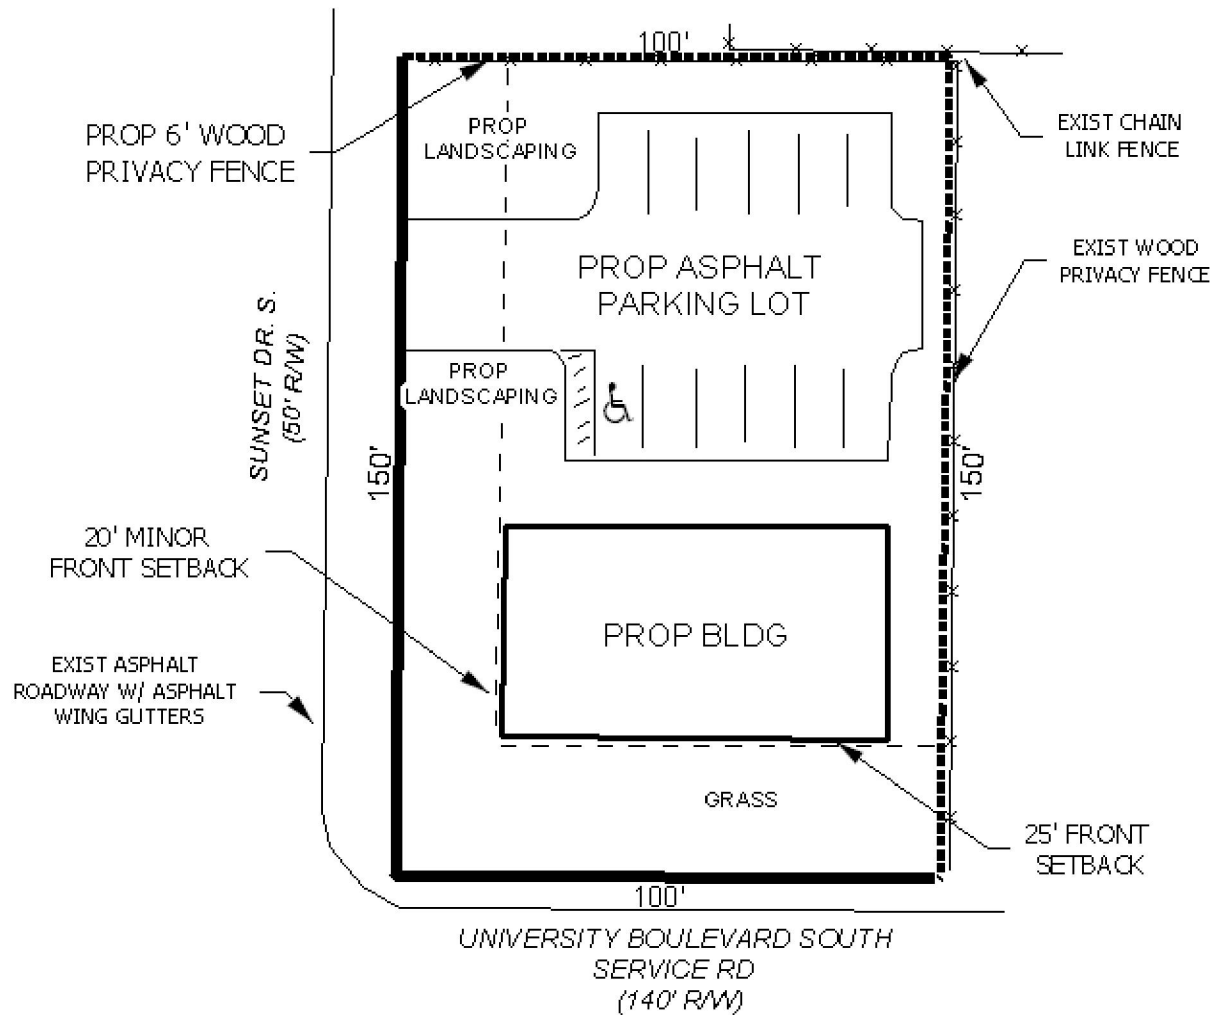 100'
PROP 6' WOOD
PRIVACY FENCE
PROP
LANDSCAPING
EXIST CHAIN
LINK FENCE
PROP ASPHALT
PARKING LOT
EXIST WOOD
PRIVACY FENCE
SUNSET DR. S.
(50' R/W)
PROP
LANDSCAPING
150'
150'
20' MINOR
FRONT SETBACK
PROP BLDG
EXIST ASPHALT
ROADWAY W/ ASPHALT
WING GUTTERS
GRASS
25' FRONT
SETBACK
100'
UNIVERSITY BOULEVARD SOUTH
SERVICE RD
(140' R/W)